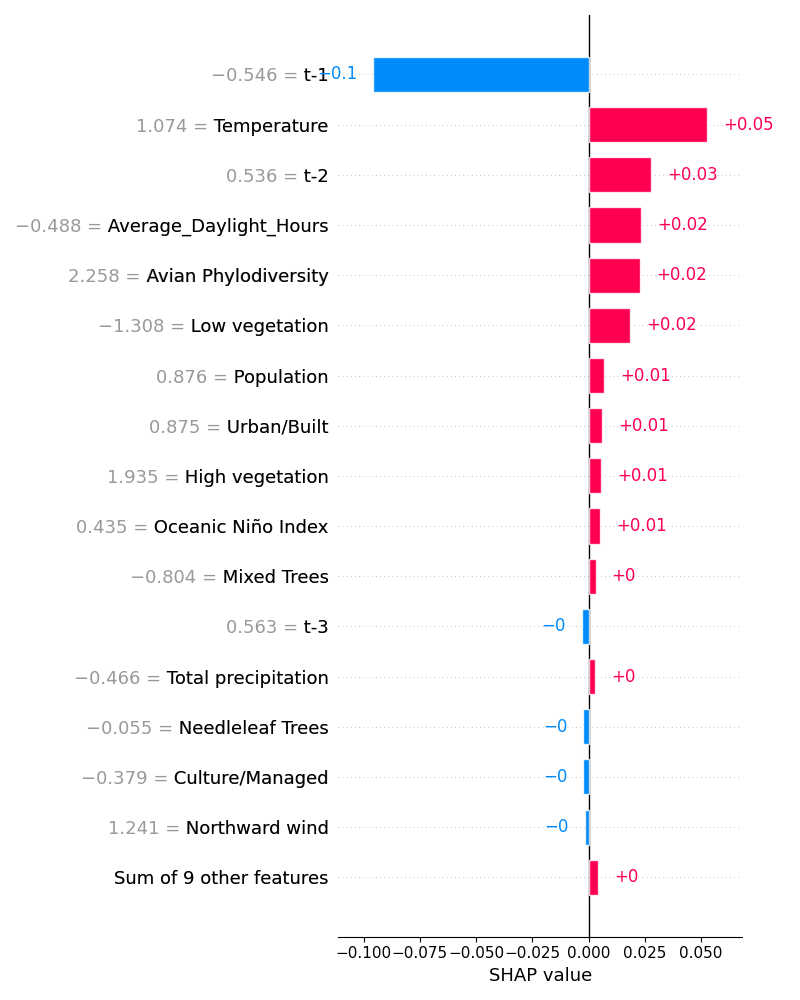 −0.546 = t-1 −0.1
1.074 = Temperature +0.05
0.536 = t-2 +0.03
−0.488 = Average_Daylight_Hours +0.02
2.258 = Avian Phylodiversity +0.02
−1.308 = Low vegetation +0.02
0.876 = Population +0.01
0.875 = Urban/Built +0.01
1.935 = High vegetation +0.01
0.435 = Oceanic Niño Index +0.01
−0.804 = Mixed Trees +0
0.563 = t-3 −0
−0.466 = Total precipitation +0
−0.055 = Needleleaf Trees −0
−0.379 = Culture/Managed −0
1.241 = Northward wind −0
Sum of 9 other features +0
−0.100 −0.075 −0.050 −0.025 0.000 0.025 0.050
SHAP value